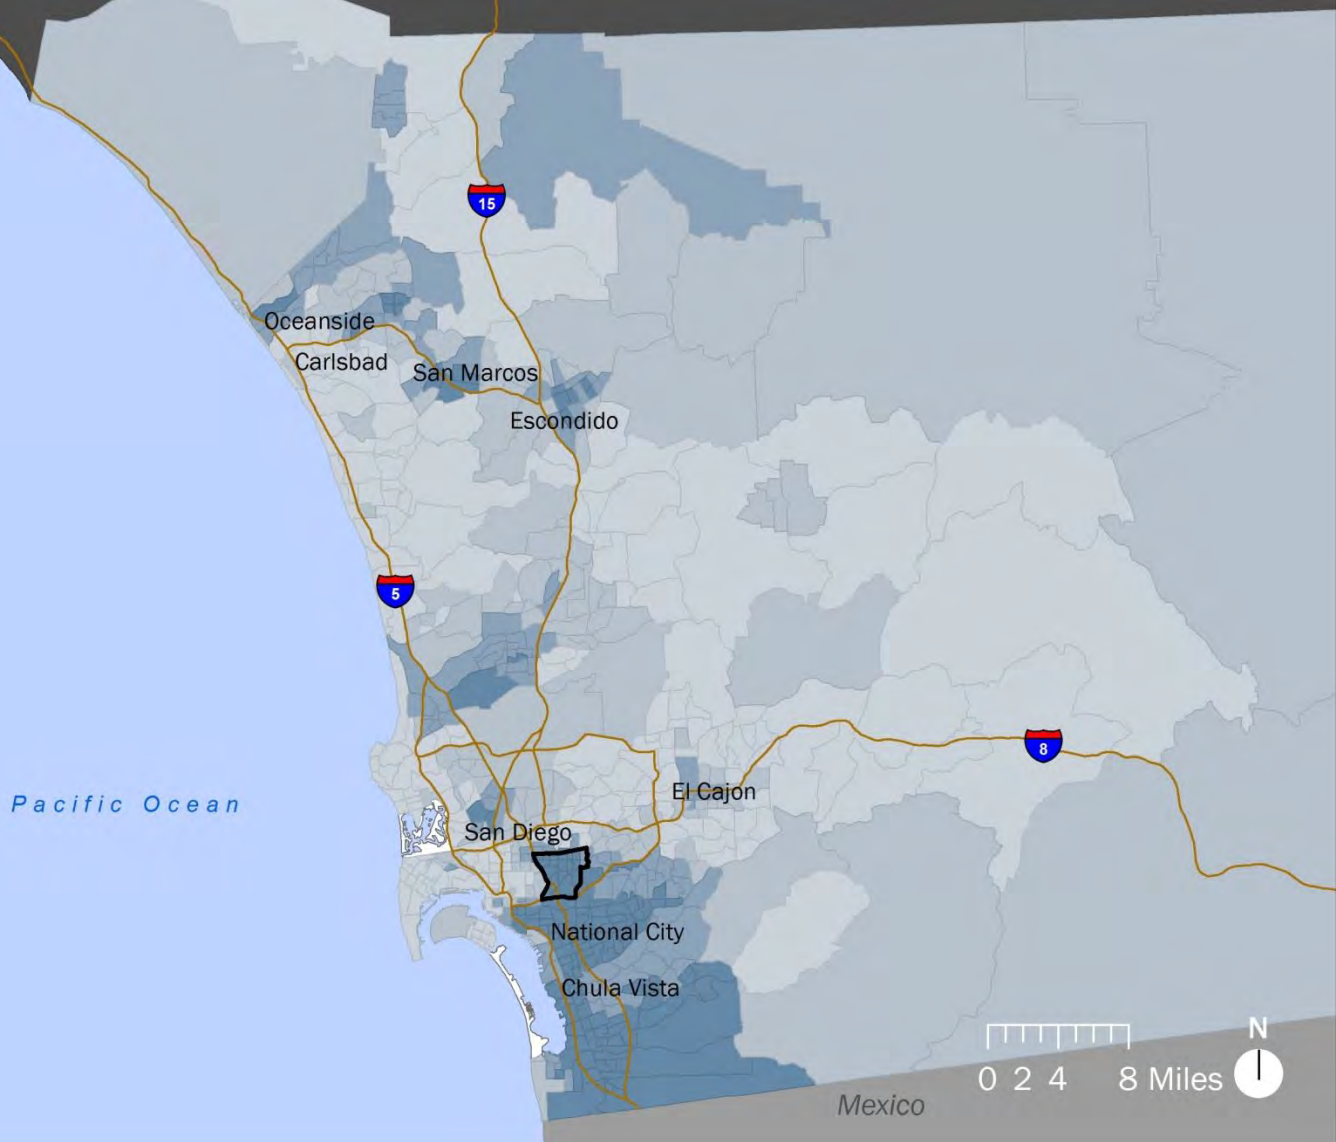 15
Oceanside
Carlsbad
San Marcos
Escondido
5
8
El Cajon
Pacific Ocean
San Diego
National City
Chula Vista
N
0 2 4 8 Miles
Mexico